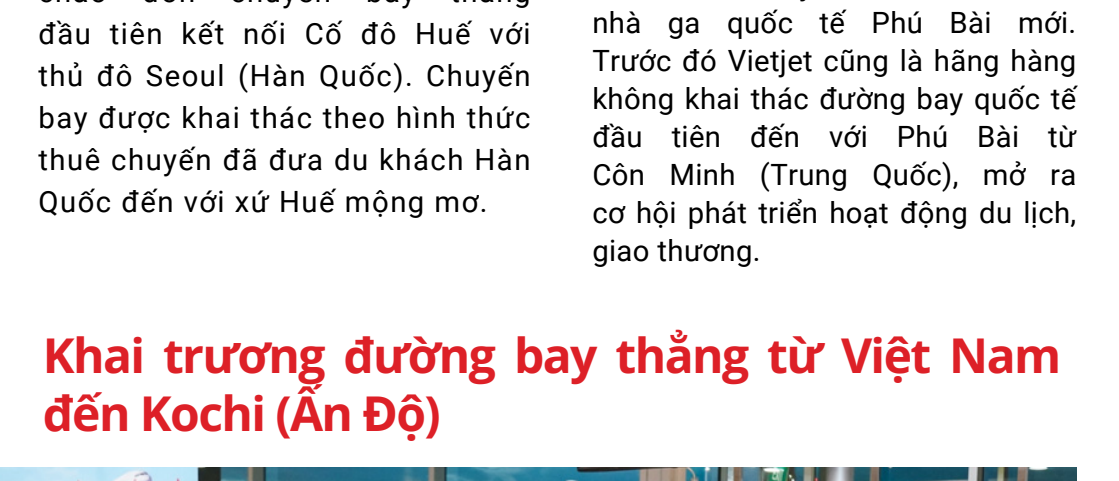 đầu tiên kết nối Cố đô Huế với
thủ đô Seoul (Hàn Quốc). Chuyến
bay được khai thác theo hình thức
thuê chuyến đã đưa du khách Hàn
Quốc đến với xứ Huế mộng mơ.
nhà ga quốc tế Phú Bài mới.
Trước đó Vietjet cũng là hãng hàng
không khai thác đường bay quốc tế
đầu tiên đến với Phú Bài từ
Côn Minh (Trung Quốc), mở ra
cơ hội phát triển hoạt động du lịch,
giao thương.
Khai trương đường bay thẳng từ Việt Nam
đến Kochi (Ấn Độ)